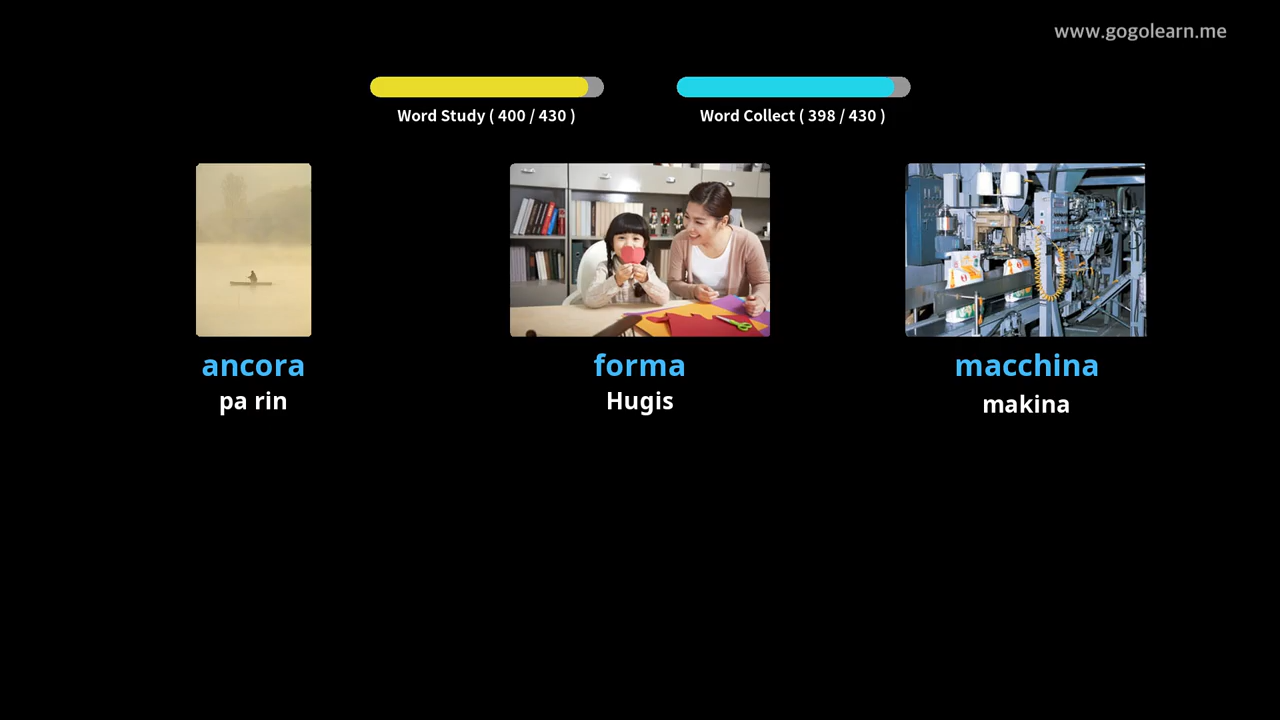 www.gogolearn.me
Word Study ( 400 / 430 )
Word Collect ( 398 / 430 )
ancora
pa rin
forma
Hugis
macchina
makina